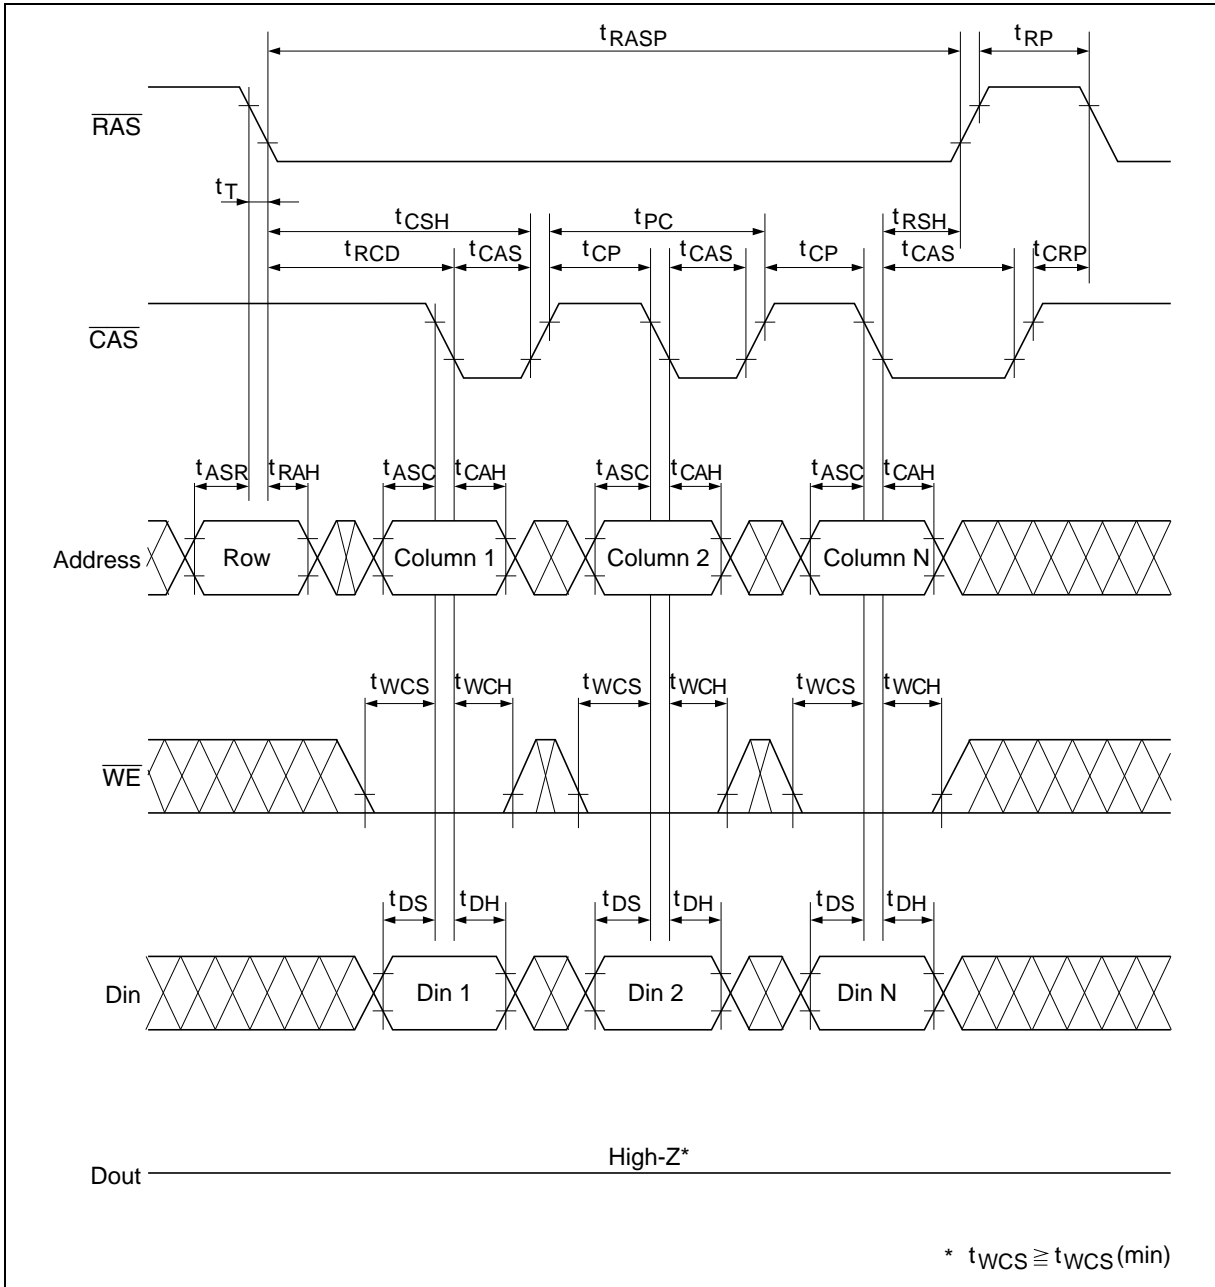 tRASP tRP
RAS
tT
tCSH tPC tRSH
tRCD tCAS tCP tCAS tCP tCAS tCRP
CAS
tASR tRAH tASC tCAH tASC tCAH tASC tCAH
Address Row Column 1 Column 2 Column N
tWCS tWCH tWCS tWCH tWCS tWCH
WE
tDS tDH tDS tDH tDS tDH
Din Din 1 Din 2 Din N
High-Z*
Dout
* tWCS ≧ tWCS (min)